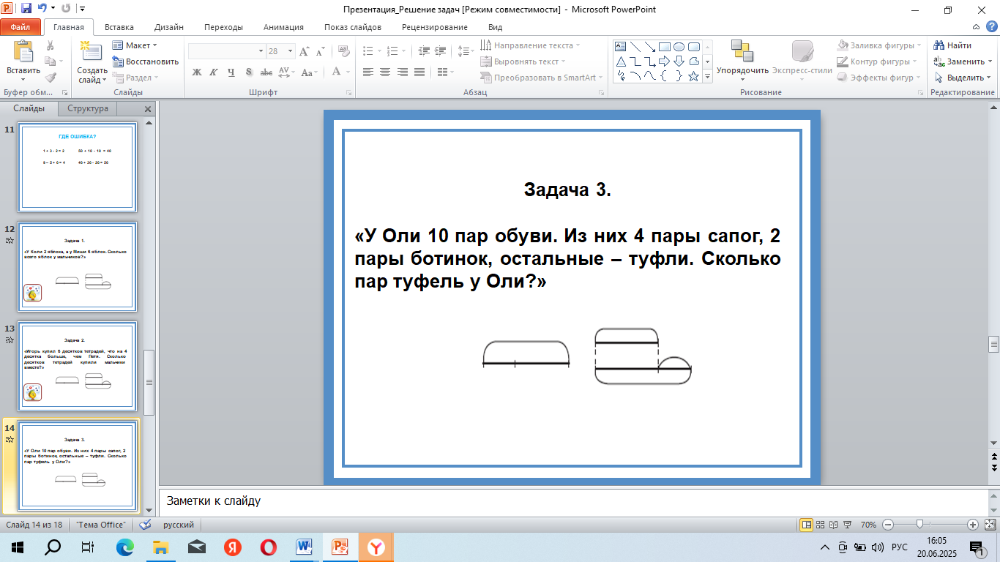 Презентация_Решение задач [Режим совместимости] - Microsoft PowerPoint
Файл Главная Вставка Дизайн Переходы Анимация Показ слайдов Рецензирование Вид
Вставить
Буфер обм...
Создать слайд
Макет
Восстановить
Раздел
Слайды
28
Ж К Ч S abc AV Aa A
Шрифт
Направление текста
Выровнять текст
Преобразовать в SmartArt
Абзац
Упорядочить
Экспресс-стили
Заливка фигуры
Контур фигуры
Эффекты фигур
Рисование
Найти
Заменить
Выделить
Редактирование
Слайды Структура
11
ГДЕ ОШИБКА?
1 + 3 - 2 = 2 50 + 10 - 10 = 40
9 – 5 + 0 = 4 40 + 30 - 20 = 50
12
Задача 1.
«У Коли 2 яблока, а у Миши 6 яблок. Сколько
всего яблок у мальчиков?»
13
Задача 2.
«Игорь купил 6 десятков тетрадей, что на 4
десятка больше, чем Петя. Сколько
десятков тетрадей купили мальчики
вместе?»
14
Задача 3.
«У Оли 10 пар обуви. Из них 4 пары сапог, 2
пары ботинок, остальные – туфли. Сколько
пар туфель у Оли?»
Задача 3.
«У Оли 10 пар обуви. Из них 4 пары сапог, 2
пары ботинок, остальные – туфли. Сколько
пар туфель у Оли?»
Заметки к слайду
Слайд 14 из 18 "Тема Office" русский 70%
16:05
РУС
20.06.2025
1